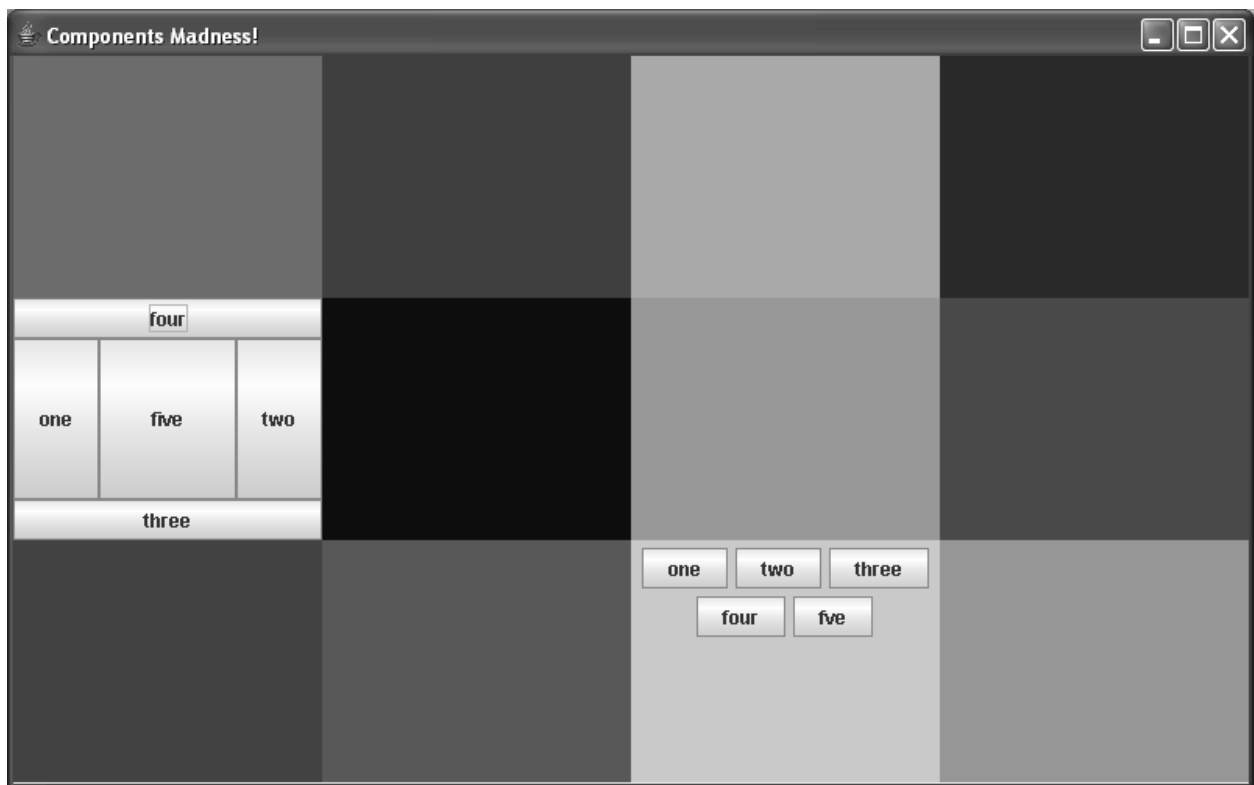 Components Madness!
four
one five two
three
one two three
four fve